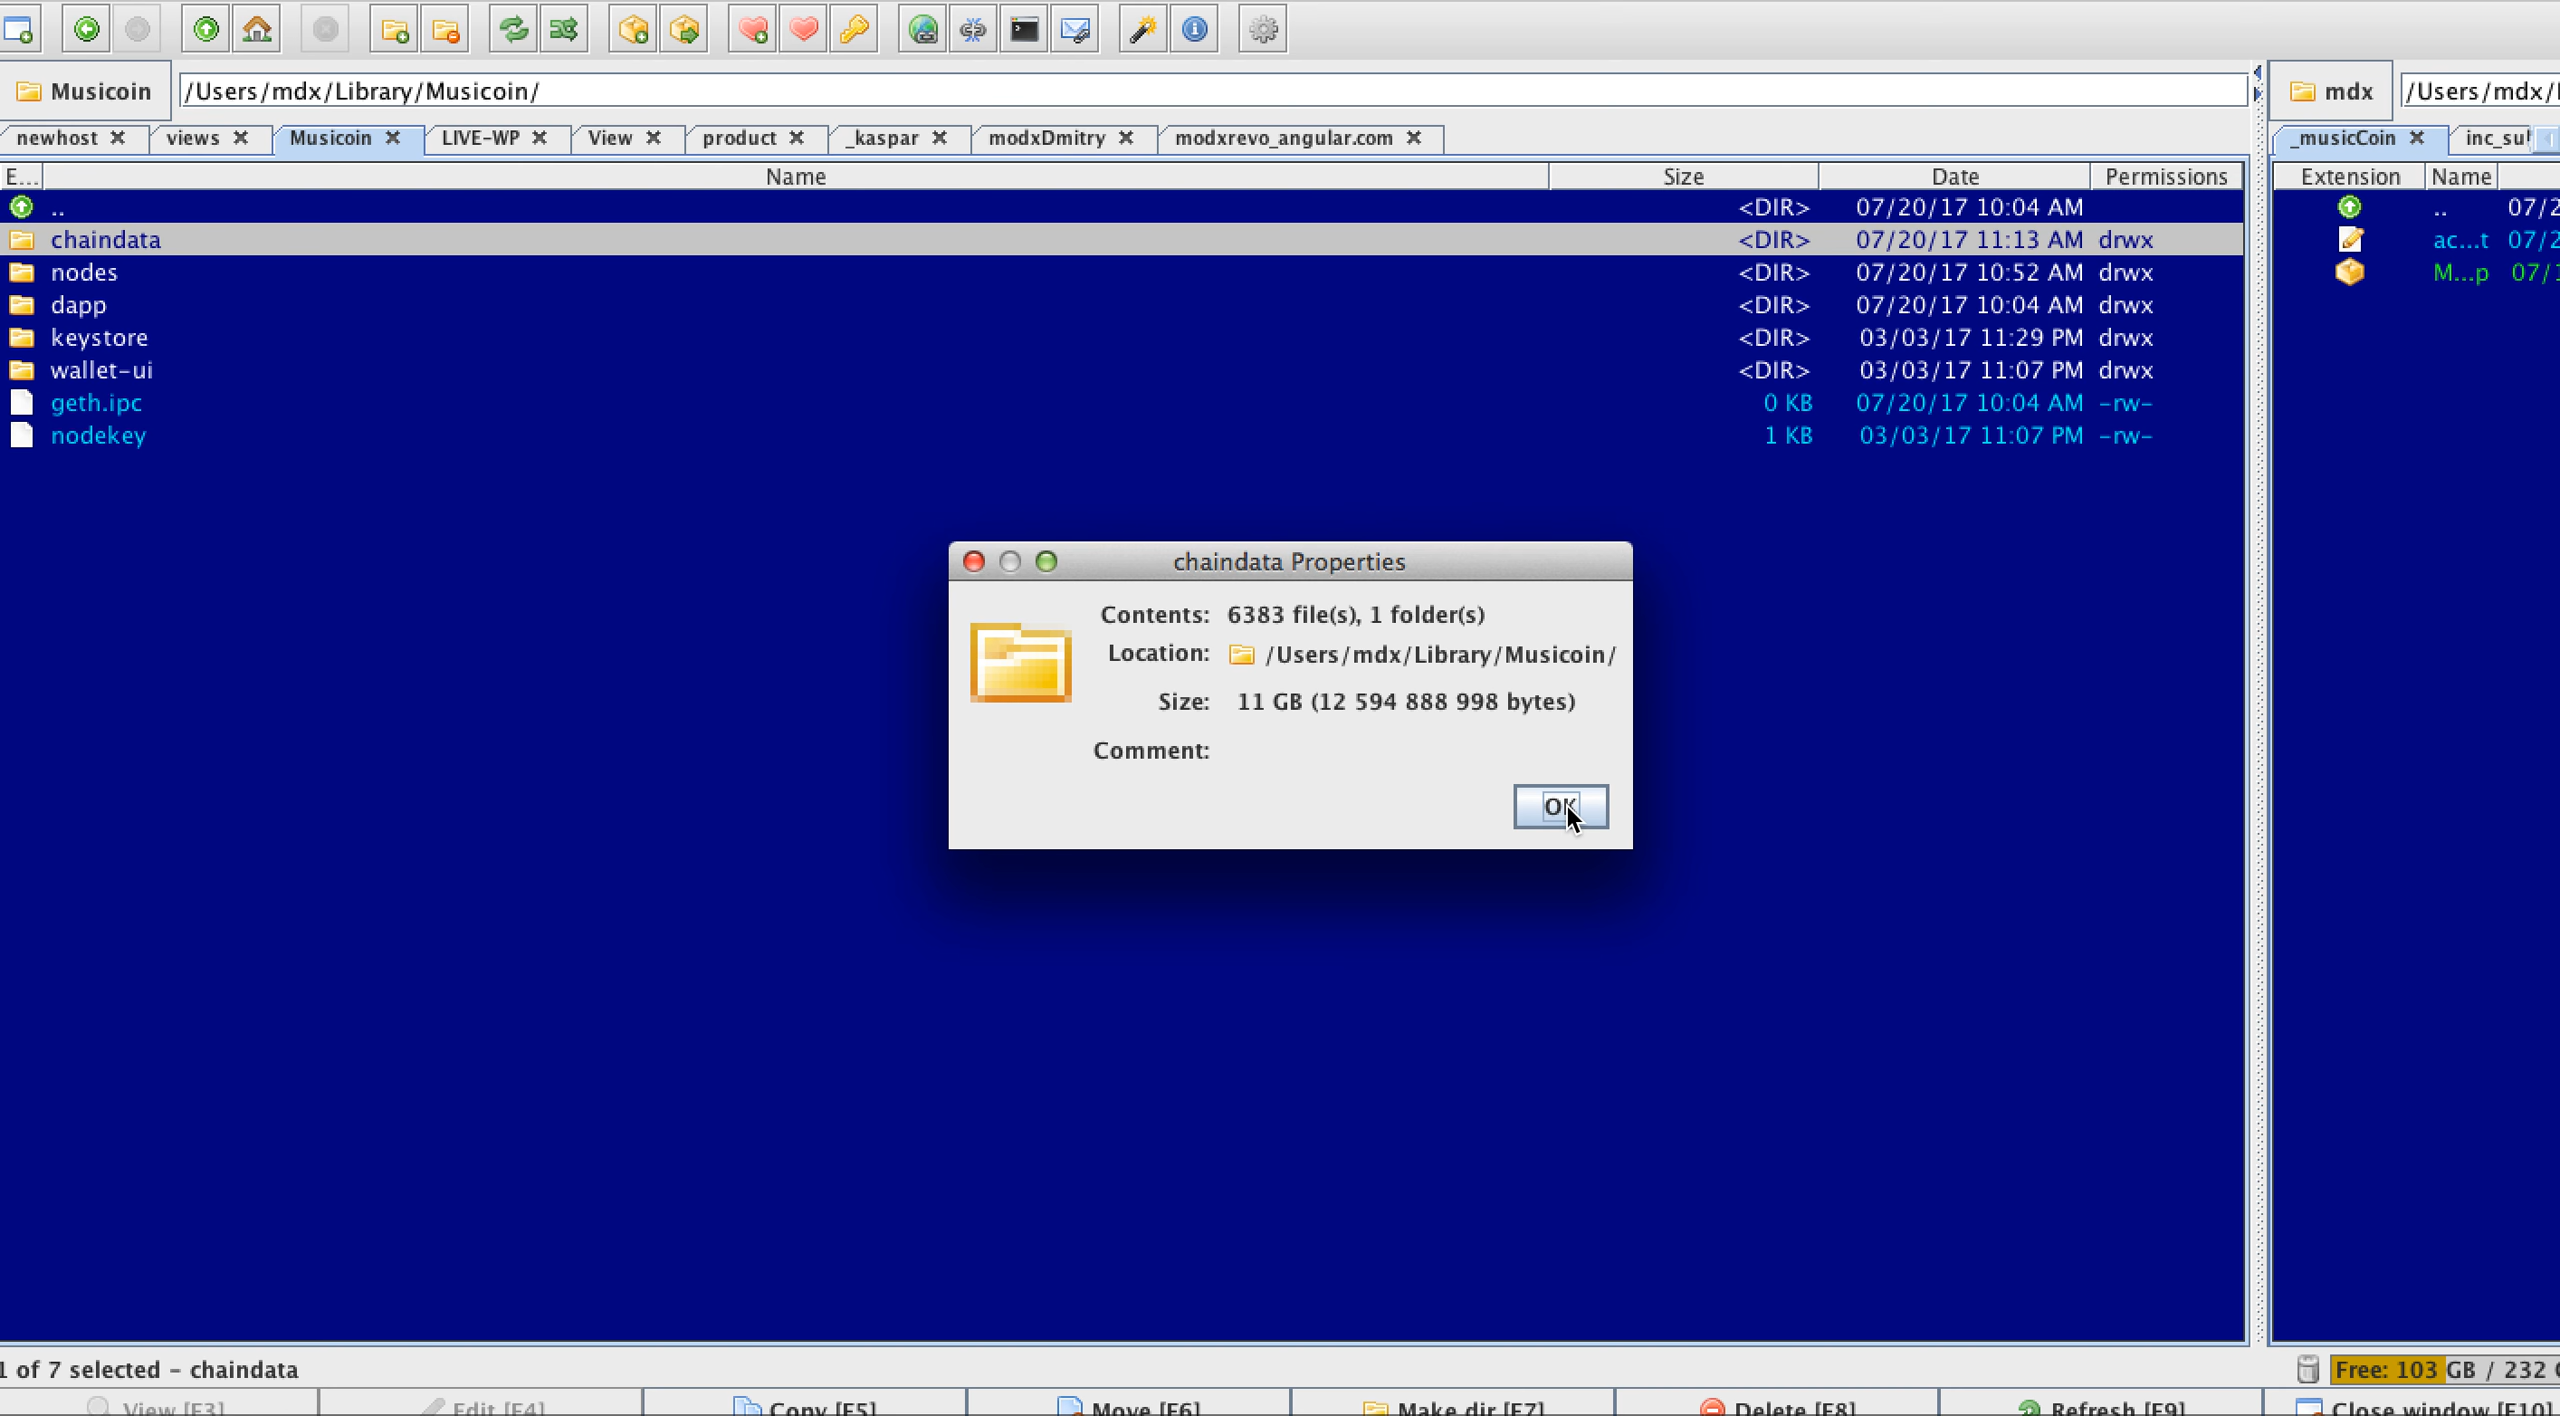 Musicoin /Users/mdx/Library/Musicoin/ mdx /Users/mdx/
newhost views Musicoin LIVE-WP View product _kaspar modxDmitry modxrevo_angular.com _musicCoin inc_su
E... Name Size Date Permissions Extension Name
.. <DIR> 07/20/17 10:04 AM .. 07/2
chaindata <DIR> 07/20/17 11:13 AM drwx ac...t 07/2
nodes <DIR> 07/20/17 10:52 AM drwx M...p 07/1
dapp <DIR> 07/20/17 10:04 AM drwx
keystore <DIR> 03/03/17 11:29 PM drwx
wallet-ui <DIR> 03/03/17 11:07 PM drwx
geth.ipc 0 KB 07/20/17 10:04 AM -rw-
nodekey 1 KB 03/03/17 11:07 PM -rw-
chaindata Properties
Contents: 6383 file(s), 1 folder(s)
Location: /Users/mdx/Library/Musicoin/
Size: 11 GB (12 594 888 998 bytes)
Comment:
OK
1 of 7 selected - chaindata Free: 103 GB / 232
View [F3] Edit [F4] Copy [F5] Move [F6] Make dir [F7] Delete [F8] Refresh [F9] Close window [F10]